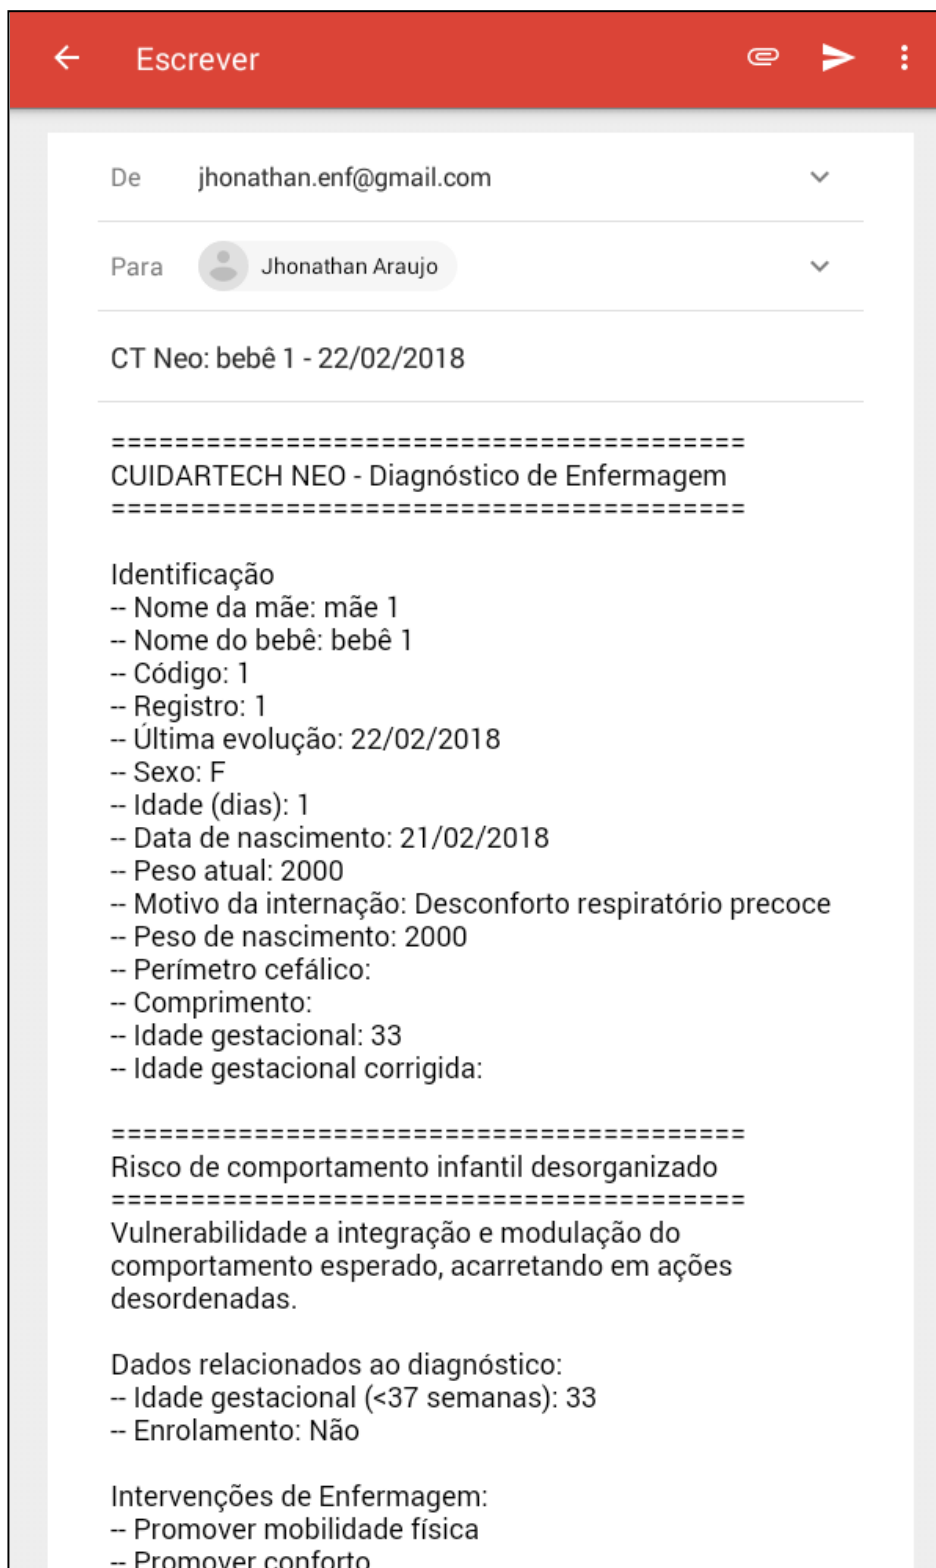 Escrever
De jhonathan.enf@gmail.com
Para Jhonathan Araujo
CT Neo: bebê 1 - 22/02/2018
========================================
CUIDARTECH NEO - Diagnóstico de Enfermagem
========================================
Identificação
-- Nome da mãe: mãe 1
-- Nome do bebê: bebê 1
-- Código: 1
-- Registro: 1
-- Última evolução: 22/02/2018
-- Sexo: F
-- Idade (dias): 1
-- Data de nascimento: 21/02/2018
-- Peso atual: 2000
-- Motivo da internação: Desconforto respiratório precoce
-- Peso de nascimento: 2000
-- Perímetro cefálico:
-- Comprimento:
-- Idade gestacional: 33
-- Idade gestacional corrigida:
========================================
Risco de comportamento infantil desorganizado
========================================
Vulnerabilidade a integração e modulação do
comportamento esperado, acarretando em ações
desordenadas.
Dados relacionados ao diagnóstico:
-- Idade gestacional (<37 semanas): 33
-- Enrolamento: Não
Intervenções de Enfermagem:
-- Promover mobilidade física
-- Promover conforto